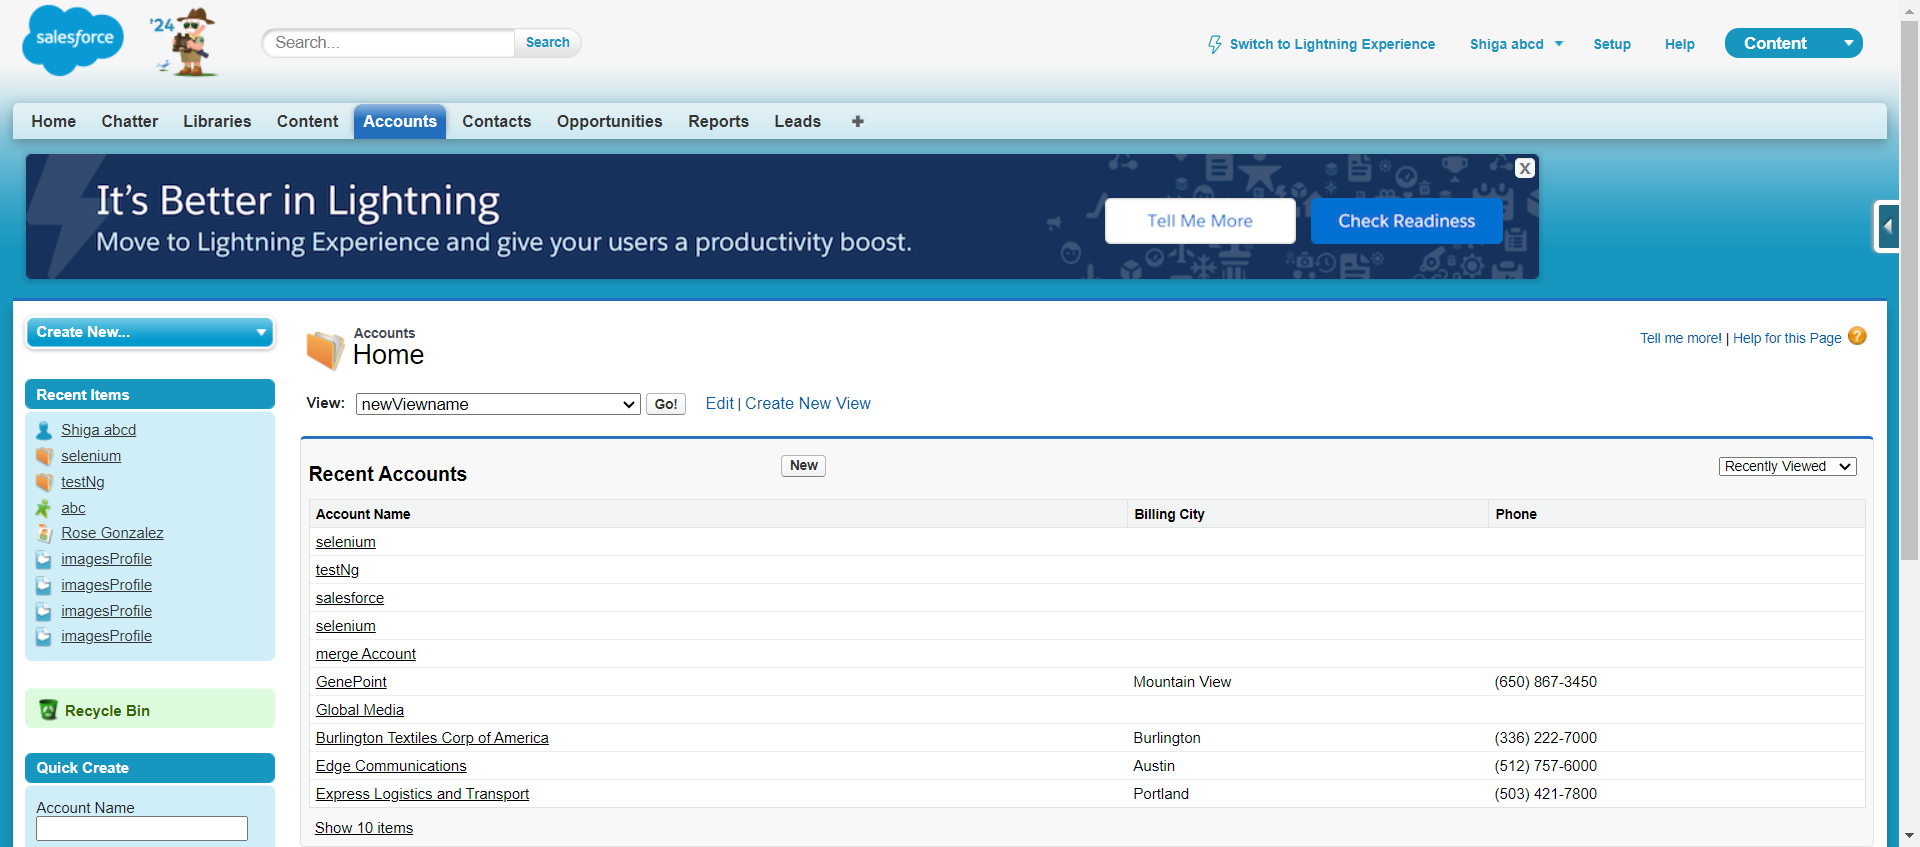 salesforce
'24
Search...
Search
Switch to Lightning Experience
Shiga abcd
Setup
Help
Content
Home
Chatter
Libraries
Content
Accounts
Contacts
Opportunities
Reports
Leads
+
It's Better in Lightning
Move to Lightning Experience and give your users a productivity boost.
Tell Me More
Check Readiness
X
Create New...
Recent Items
Shiga abcd
selenium
testNg
abc
Rose Gonzalez
imagesProfile
imagesProfile
imagesProfile
imagesProfile
Recycle Bin
Quick Create
Account Name
Accounts
Home
Tell me more! | Help for this Page ?
View: newViewname Go! Edit | Create New View
Recent Accounts
New
Recently Viewed
Account Name Billing City Phone
selenium
testNg
salesforce
selenium
merge Account
GenePoint Mountain View (650) 867-3450
Global Media
Burlington Textiles Corp of America Burlington (336) 222-7000
Edge Communications Austin (512) 757-6000
Express Logistics and Transport Portland (503) 421-7800
Show 10 items